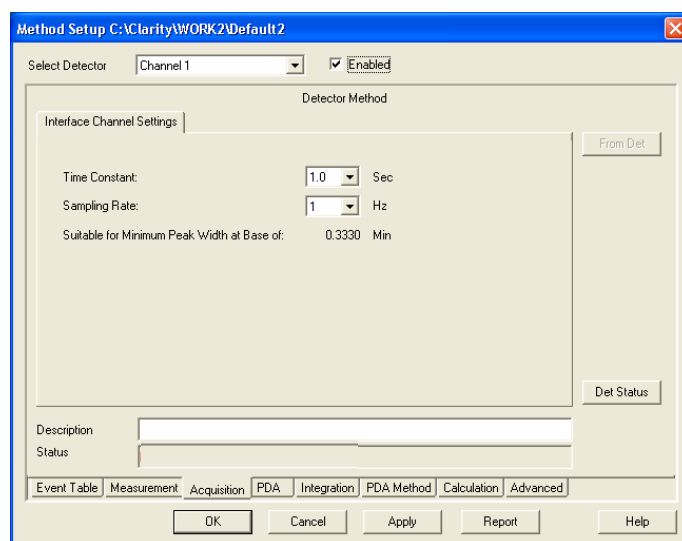 Method Setup C:\Clarity\WORK2\Default2
Select Detector Channel 1 Enabled
Detector Method
Interface Channel Settings
From Det
Time Constant: 1.0 Sec
Sampling Rate: 1 Hz
Suitable for Minimum Peak Width at Base of: 0.3330 Min
Det Status
Description
Status
Event Table Measurement Acquisition PDA Integration PDA Method Calculation Advanced
OK Cancel Apply Report Help